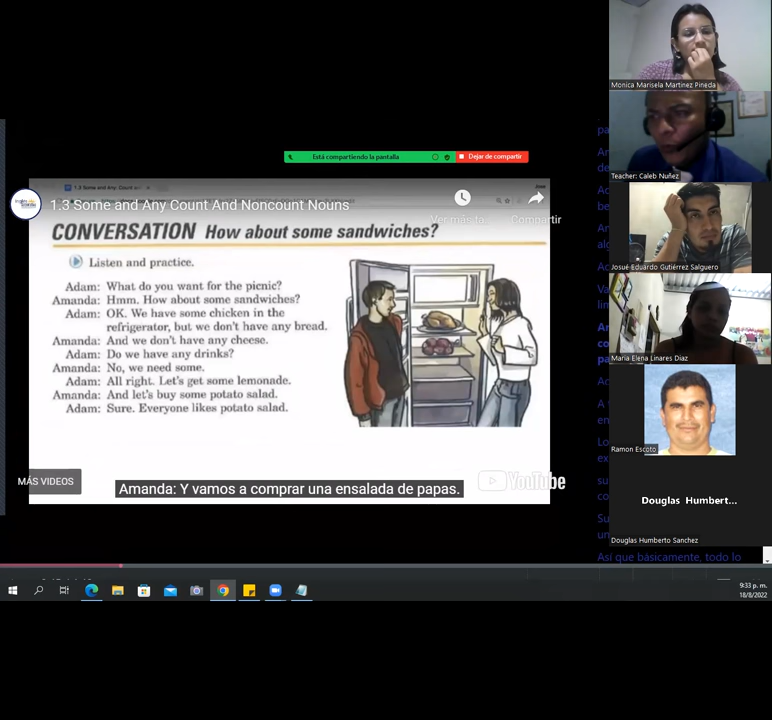 Monica Marisela Martinez Pineda
Está compartiendo la pantalla
Dejar de compartir
Teacher: Caleb Nuñez
1.3 Some and Any Count And Noncount Nouns
Compartir
CONVERSATION How about some sandwiches?
Listen and practice.
Adam: What do you want for the picnic?
Amanda: Hmm. How about some sandwiches?
Adam: OK. We have some chicken in the
refrigerator, but we don't have any bread.
Amanda: And we don't have any cheese.
Adam: Do we have any drinks?
Amanda: No, we need some.
Adam: All right. Let's get some lemonade.
Amanda: And let's buy some potato salad.
Adam: Sure. Everyone likes potato salad.
Josué Eduardo Gutiérrez Salguero
Maria Elena Linares Diaz
Ramon Escoto
MÁS VIDEOS
Amanda: Y vamos a comprar una ensalada de papas.
YouTube
Douglas Humbert...
Douglas Humberto Sanchez
Así que básicamente, todo lo
9:33 p. m.
18/8/2022